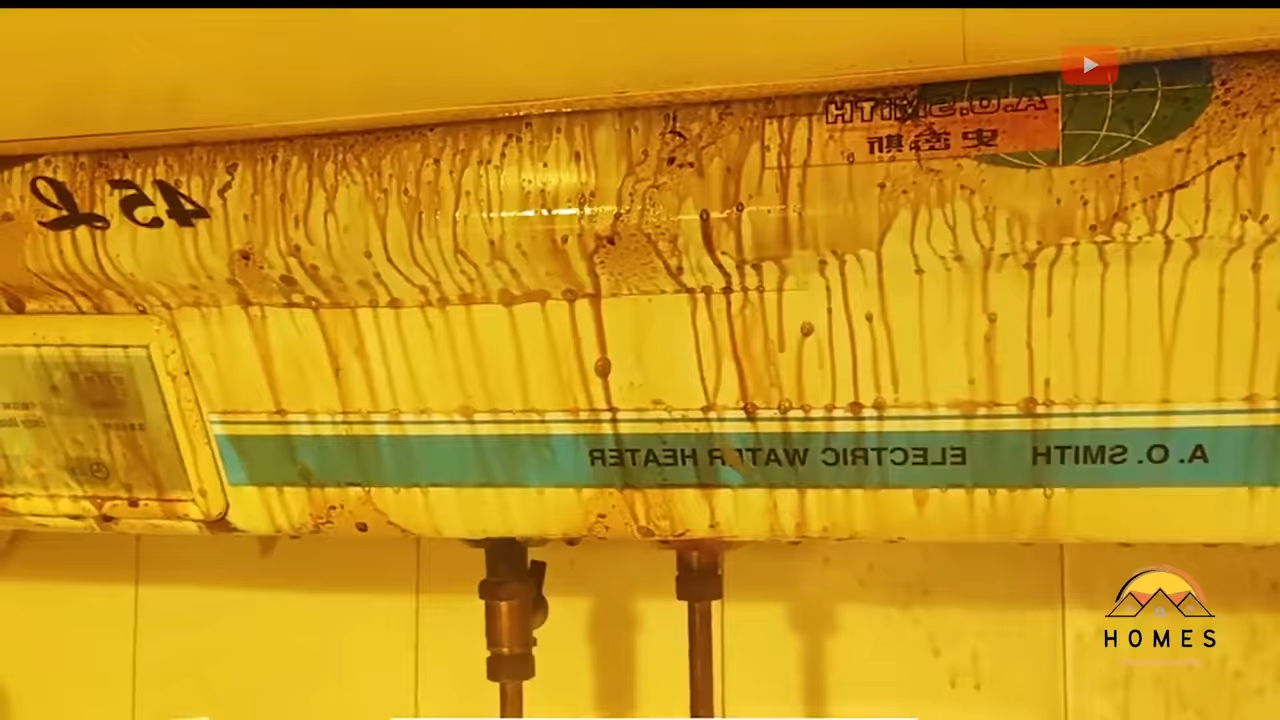 A.O.SMiTH
史密斯
45L
A. O. SMITH ELECTRIC WATER HEATER
HOMES